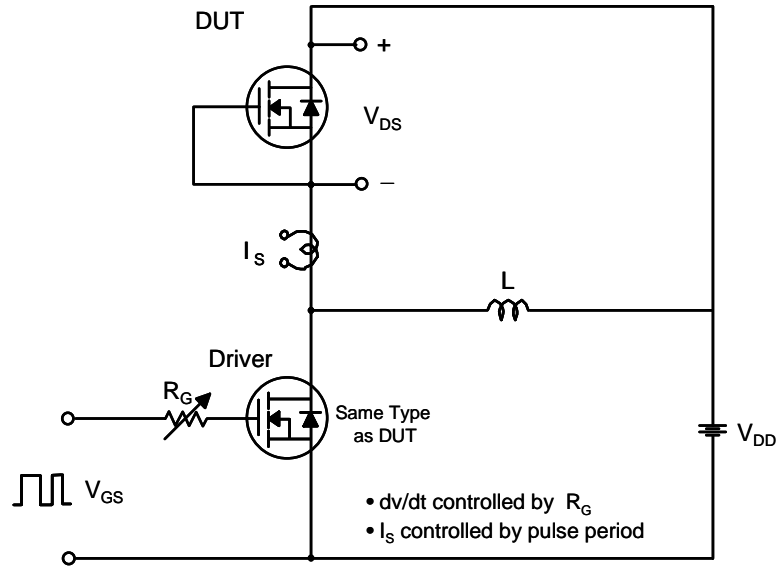 DUT
+
V_DS
–
I_S
L
Driver
R_G
Same Type
as DUT
V_DD
V_GS
• dv/dt controlled by R_G
• I_S controlled by pulse period